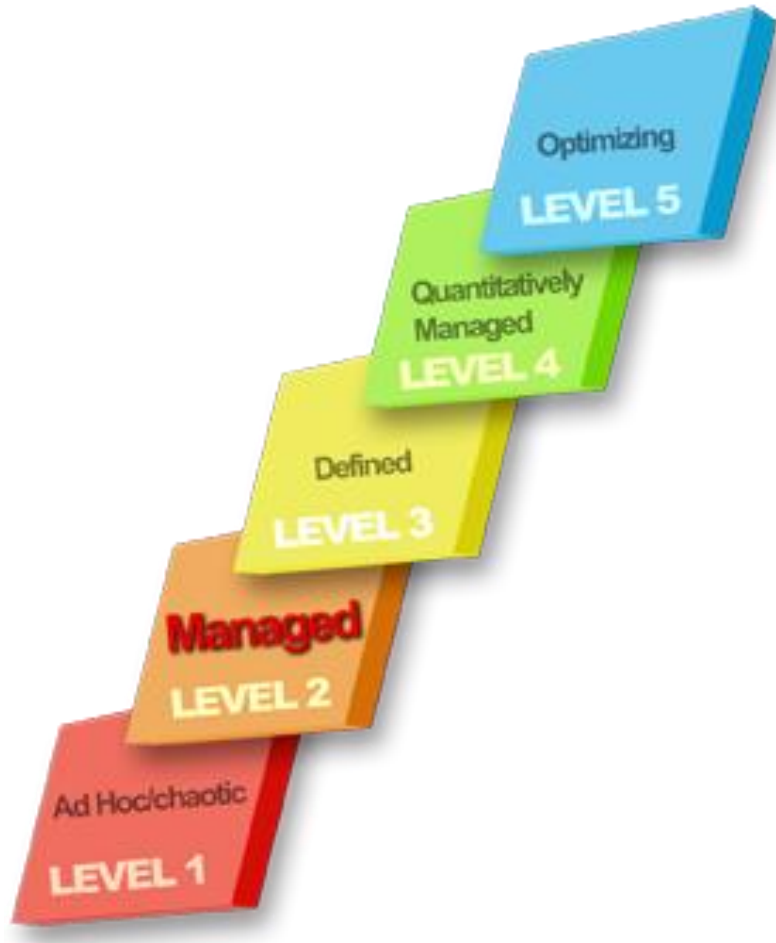 Optimizing
LEVEL 5
Quantitatively
Managed
LEVEL 4
Defined
LEVEL 3
Managed
LEVEL 2
Ad Hoc/chaotic
LEVEL 1